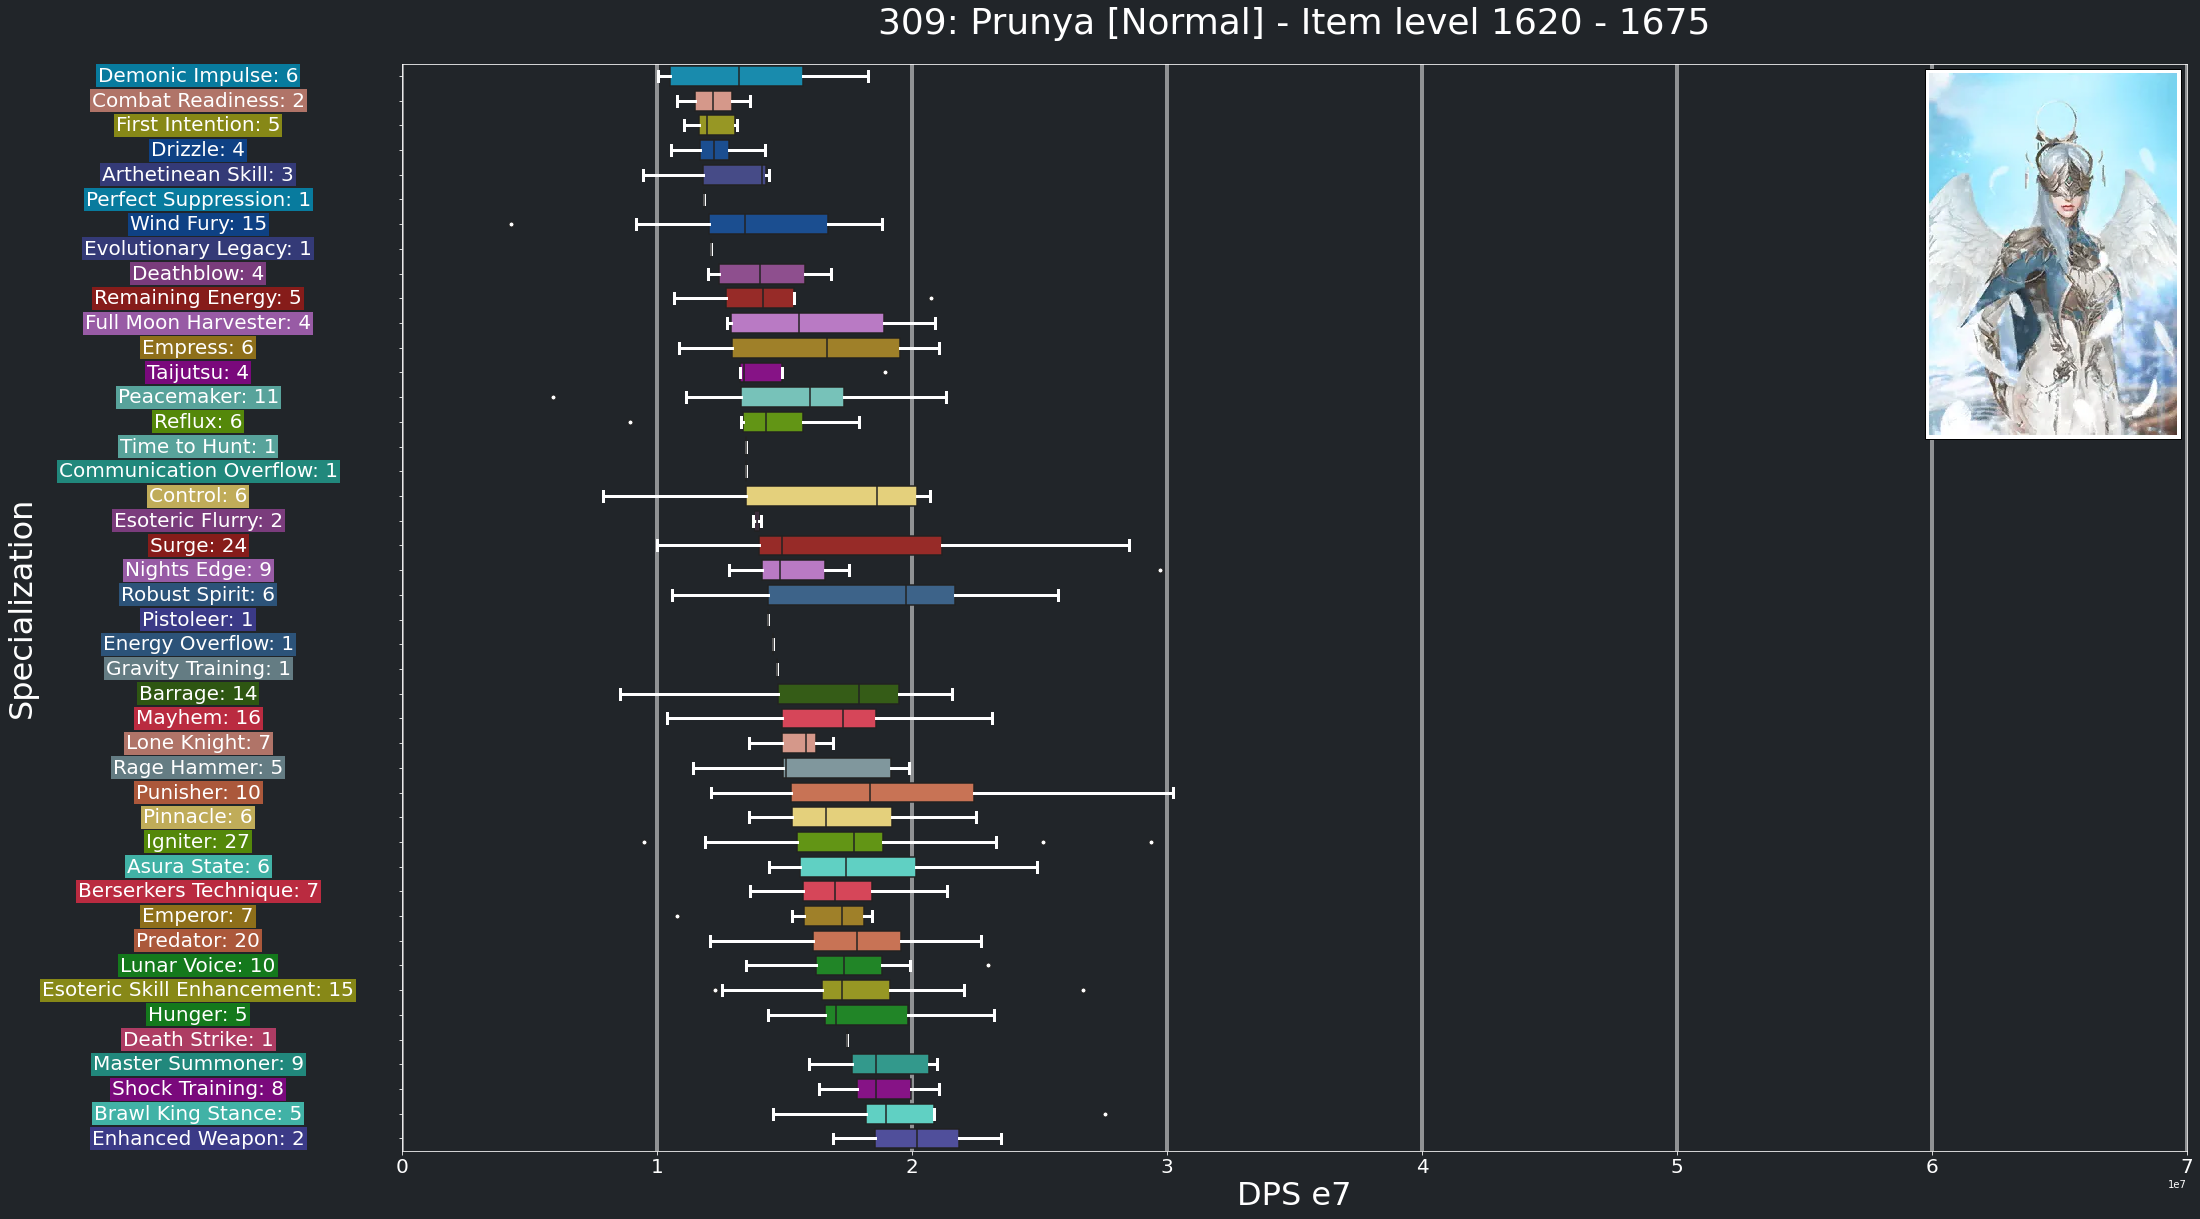 309: Prunya [Normal] - Item level 1620 - 1675
Demonic Impulse: 6
Combat Readiness: 2
First Intention: 5
Drizzle: 4
Arthetinean Skill: 3
Perfect Suppression: 1
Wind Fury: 15
Evolutionary Legacy: 1
Deathblow: 4
Remaining Energy: 5
Full Moon Harvester: 4
Empress: 6
Taijutsu: 4
Peacemaker: 11
Reflux: 6
Time to Hunt: 1
Communication Overflow: 1
Control: 6
Esoteric Flurry: 2
Surge: 24
Nights Edge: 9
Robust Spirit: 6
Pistoleer: 1
Energy Overflow: 1
Gravity Training: 1
Barrage: 14
Mayhem: 16
Lone Knight: 7
Rage Hammer: 5
Punisher: 10
Pinnacle: 6
Igniter: 27
Asura State: 6
Berserkers Technique: 7
Emperor: 7
Predator: 20
Lunar Voice: 10
Esoteric Skill Enhancement: 15
Hunger: 5
Death Strike: 1
Master Summoner: 9
Shock Training: 8
Brawl King Stance: 5
Enhanced Weapon: 2
Specialization
0 1 2 3 4 5 6 7
1e7
DPS e7